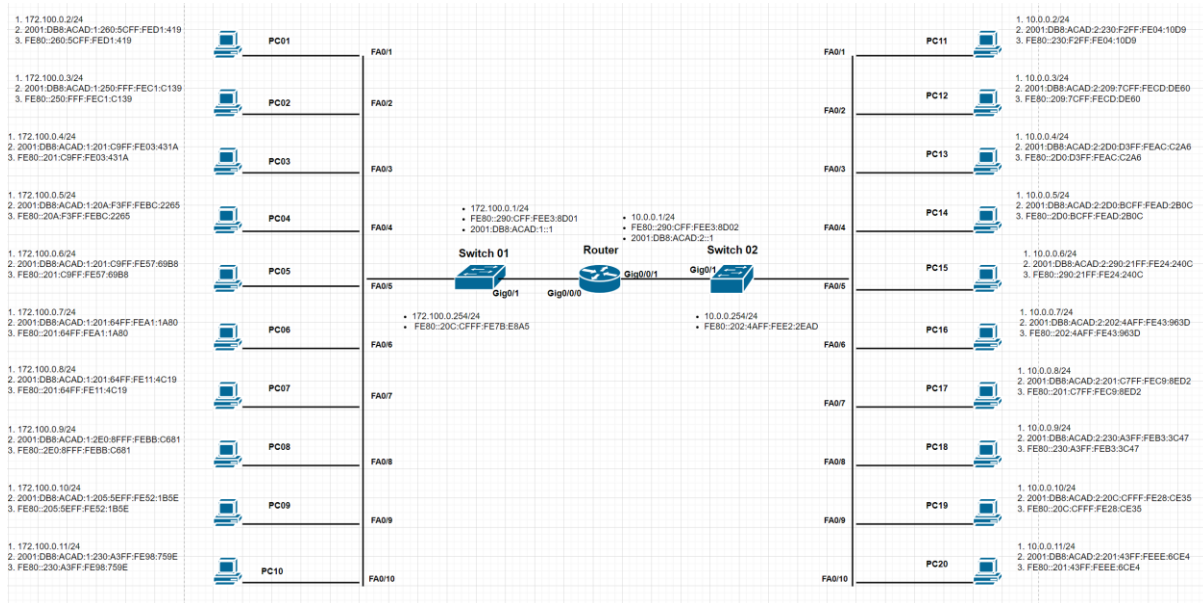 1. 172.100.0.2/24
2. 2001:DB8:ACAD:1:260:5CFF:FED1:419
3. FE80::260:5CFF:FED1:419
PC01
FA0/1
1. 172.100.0.3/24
2. 2001:DB8:ACAD:1:250:FFF:FEC1:C139
3. FE80::250:FFF:FEC1:C139
PC02
FA0/2
1. 172.100.0.4/24
2. 2001:DB8:ACAD:1:201:C9FF:FE03:431A
3. FE80::201:C9FF:FE03:431A
PC03
FA0/3
1. 172.100.0.5/24
2. 2001:DB8:ACAD:1:20A:F3FF:FEBC:2265
3. FE80::20A:F3FF:FEBC:2265
PC04
FA0/4
1. 172.100.0.6/24
2. 2001:DB8:ACAD:1:201:C9FF:FE57:69B8
3. FE80::201:C9FF:FE57:69B8
PC05
FA0/5
1. 172.100.0.7/24
2. 2001:DB8:ACAD:1:201:64FF:FEA1:1A80
3. FE80::201:64FF:FEA1:1A80
PC06
FA0/6
1. 172.100.0.8/24
2. 2001:DB8:ACAD:1:201:64FF:FE11:4C19
3. FE80::201:64FF:FE11:4C19
PC07
FA0/7
1. 172.100.0.9/24
2. 2001:DB8:ACAD:1:2E0:8FFF:FEBB:C681
3. FE80::2E0:8FFF:FEBB:C681
PC08
FA0/8
1. 172.100.0.10/24
2. 2001:DB8:ACAD:1:205:5EFF:FE52:1B5E
3. FE80::205:5EFF:FE52:1B5E
PC09
FA0/9
1. 172.100.0.11/24
2. 2001:DB8:ACAD:1:230:A3FF:FE98:759E
3. FE80::230:A3FF:FE98:759E
PC10
FA0/10
• 172.100.0.1/24
• FE80::290:CFF:FEE3:8D01
• 2001:DB8:ACAD:1::1
Switch 01
Gig0/1
• 172.100.0.254/24
• FE80::20C:CFFF:FE7B:E8A5
• 10.0.0.1/24
• FE80::290:CFF:FEE3:8D02
• 2001:DB8:ACAD:2::1
Router
Gig0/0/0
Gig0/0/1
Switch 02
Gig0/1
• 10.0.0.254/24
• FE80::202:4AFF:FEE2:2EAD
1. 10.0.0.2/24
2. 2001:DB8:ACAD:2:230:F2FF:FE04:10D9
3. FE80::230:F2FF:FE04:10D9
PC11
FA0/1
1. 10.0.0.3/24
2. 2001:DB8:ACAD:2:209:7CFF:FECD:DE60
3. FE80::209:7CFF:FECD:DE60
PC12
FA0/2
1. 10.0.0.4/24
2. 2001:DB8:ACAD:2:2D0:D3FF:FEAC:C2A6
3. FE80::2D0:D3FF:FEAC:C2A6
PC13
FA0/3
1. 10.0.0.5/24
2. 2001:DB8:ACAD:2:2D0:BCFF:FEAD:2B0C
3. FE80::2D0:BCFF:FEAD:2B0C
PC14
FA0/4
1. 10.0.0.6/24
2. 2001:DB8:ACAD:2:290:21FF:FE24:240C
3. FE80::290:21FF:FE24:240C
PC15
FA0/5
1. 10.0.0.7/24
2. 2001:DB8:ACAD:2:202:4AFF:FE43:963D
3. FE80::202:4AFF:FE43:963D
PC16
FA0/6
1. 10.0.0.8/24
2. 2001:DB8:ACAD:2:201:C7FF:FEC9:8ED2
3. FE80::201:C7FF:FEC9:8ED2
PC17
FA0/7
1. 10.0.0.9/24
2. 2001:DB8:ACAD:2:230:A3FF:FEB3:3C47
3. FE80::230:A3FF:FEB3:3C47
PC18
FA0/8
1. 10.0.0.10/24
2. 2001:DB8:ACAD:2:20C:CFFF:FE28:CE35
3. FE80::20C:CFFF:FE28:CE35
PC19
FA0/9
1. 10.0.0.11/24
2. 2001:DB8:ACAD:2:201:43FF:FEEE:6CE4
3. FE80::201:43FF:FEEE:6CE4
PC20
FA0/10